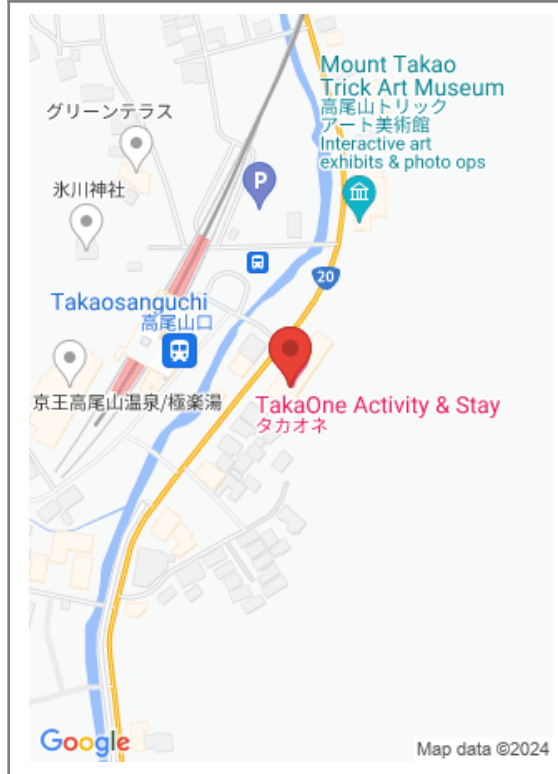 Mount Takao
Trick Art Museum
高尾山トリック
アート美術館
Interactive art
exhibits & photo ops
グリーンテラス
P
氷川神社
20
Takaosanguchi
高尾山口
京王高尾山温泉/極楽湯
TakaOne Activity & Stay
タカオネ
Google
Map data ©2024